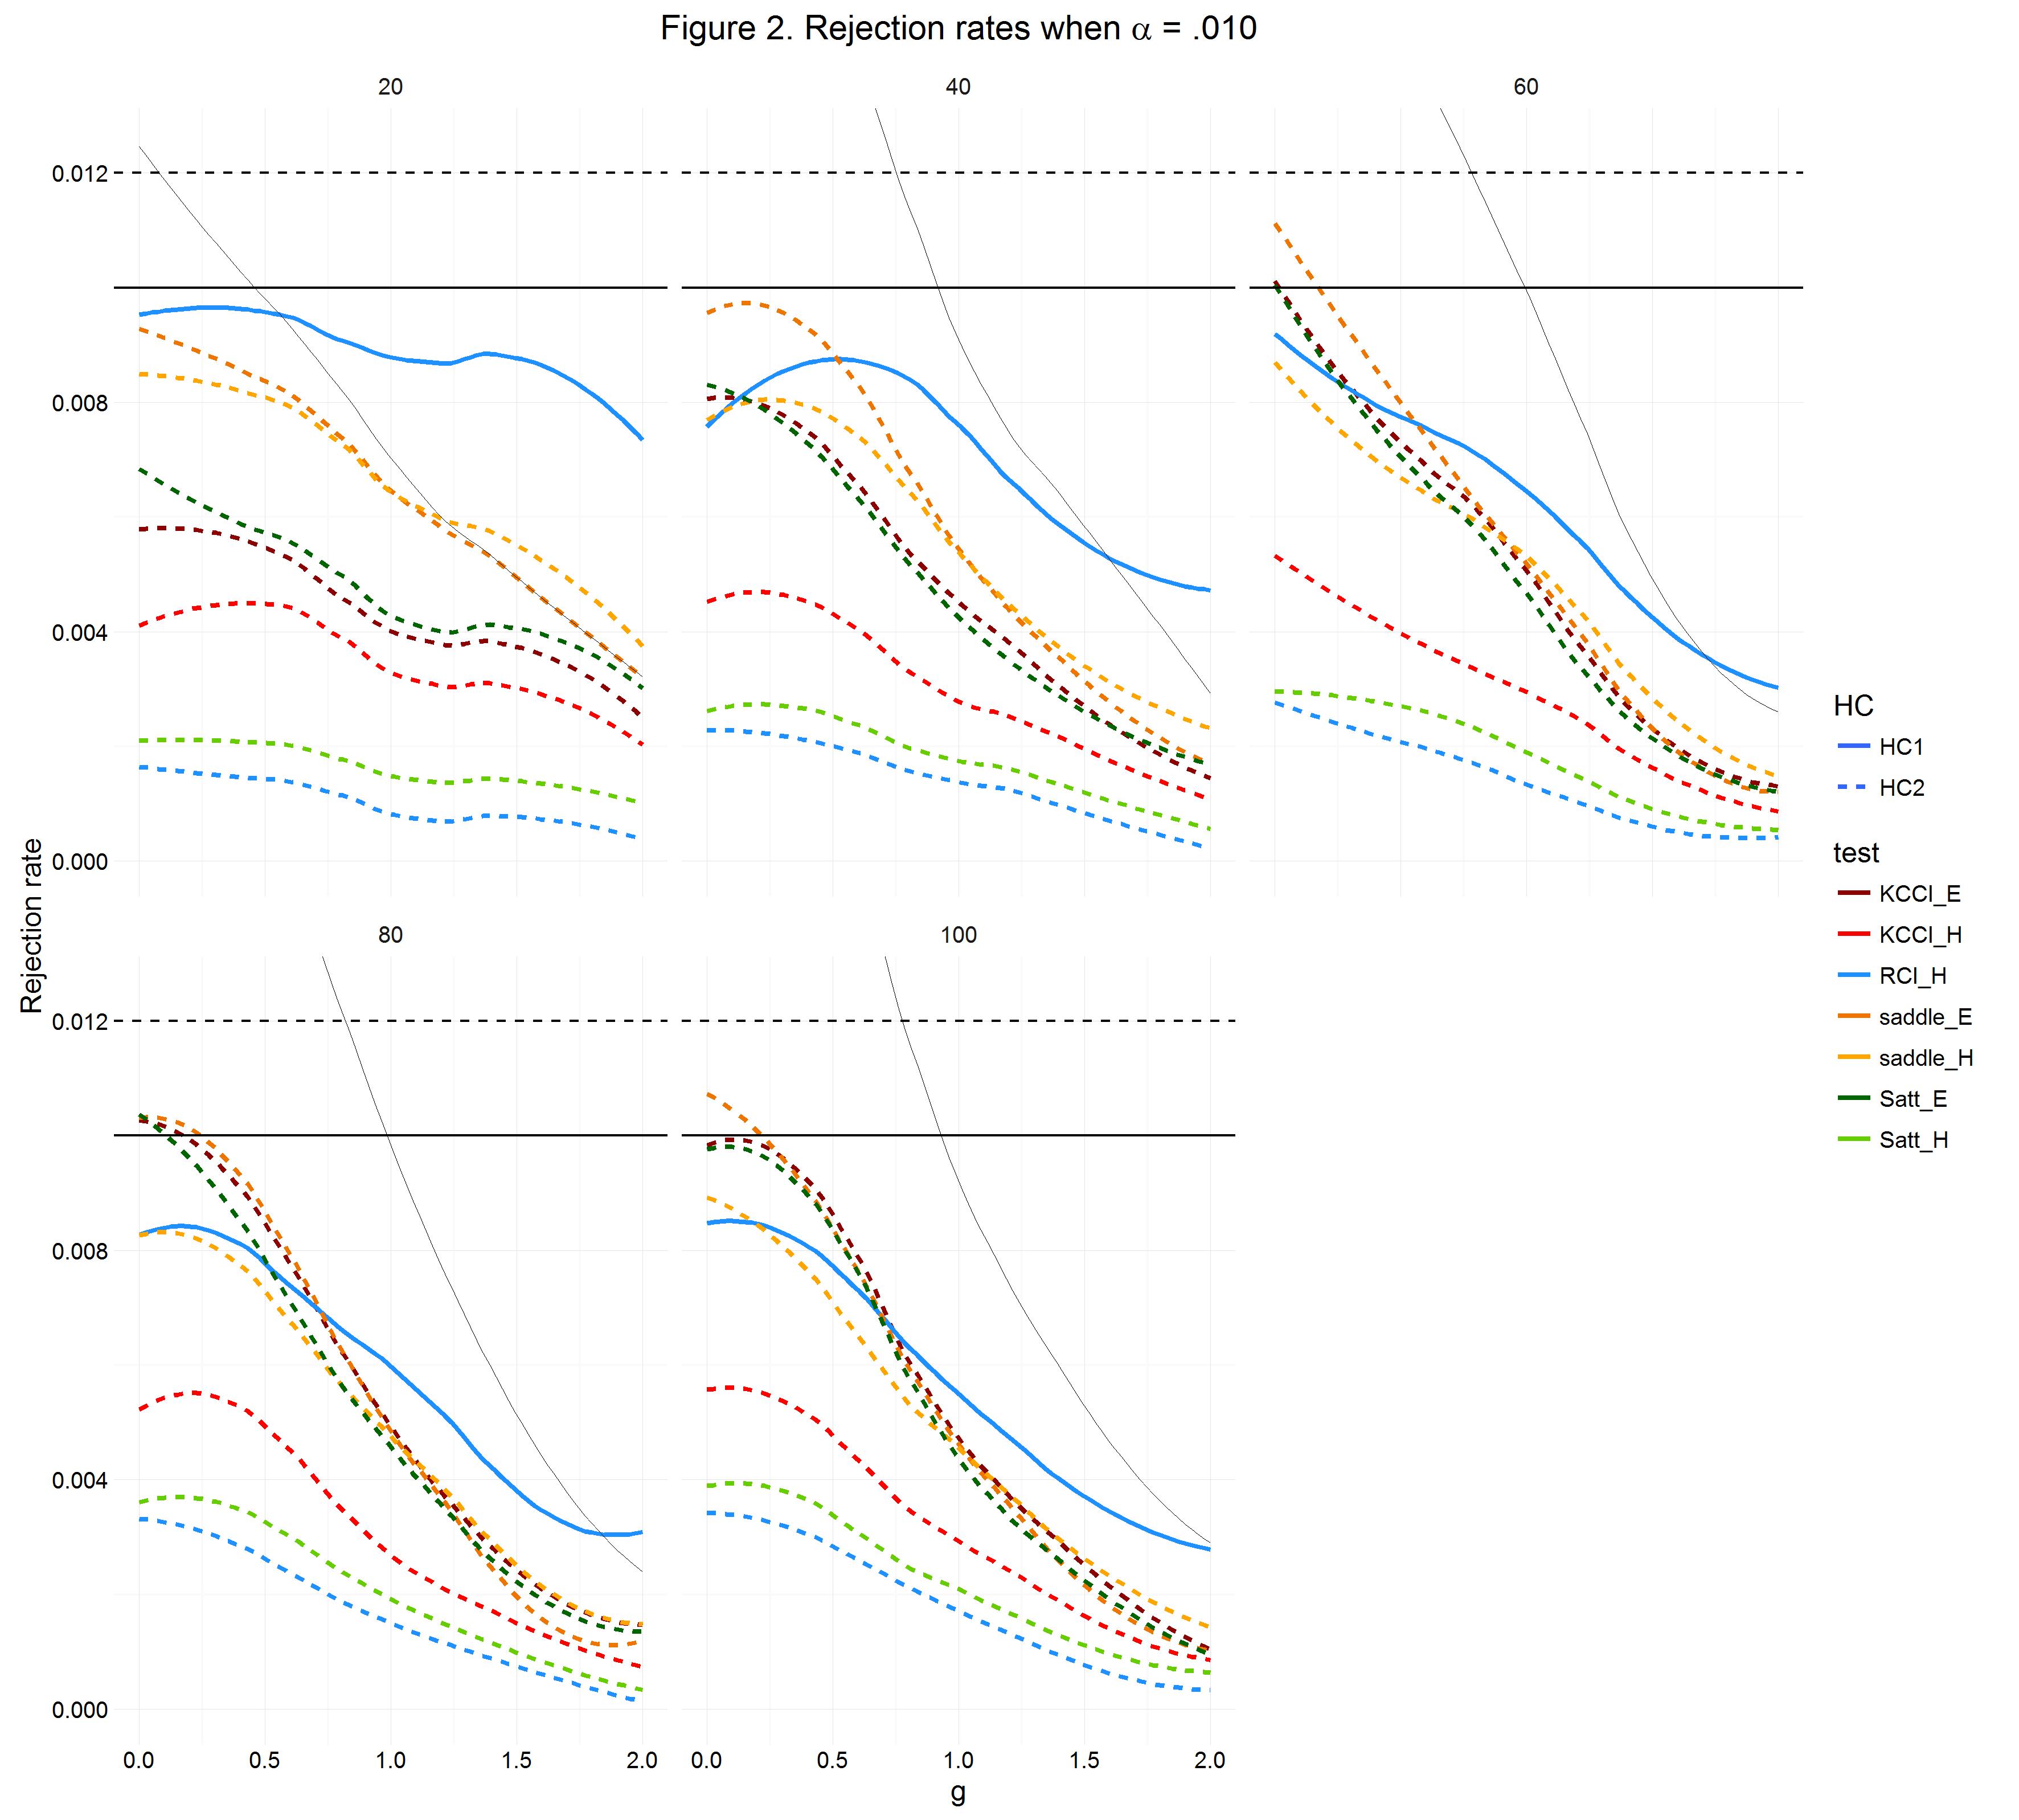 Figure 2. Rejection rates when α = .010
20
40
60
0.012
0.008
0.004
0.000
80
100
0.012
0.008
0.004
0.000
0.0 0.5 1.0 1.5 2.0
0.0 0.5 1.0 1.5 2.0
g
Rejection rate
HC
HC1
HC2
test
KCCI_E
KCCI_H
RCI_H
saddle_E
saddle_H
Satt_E
Satt_H